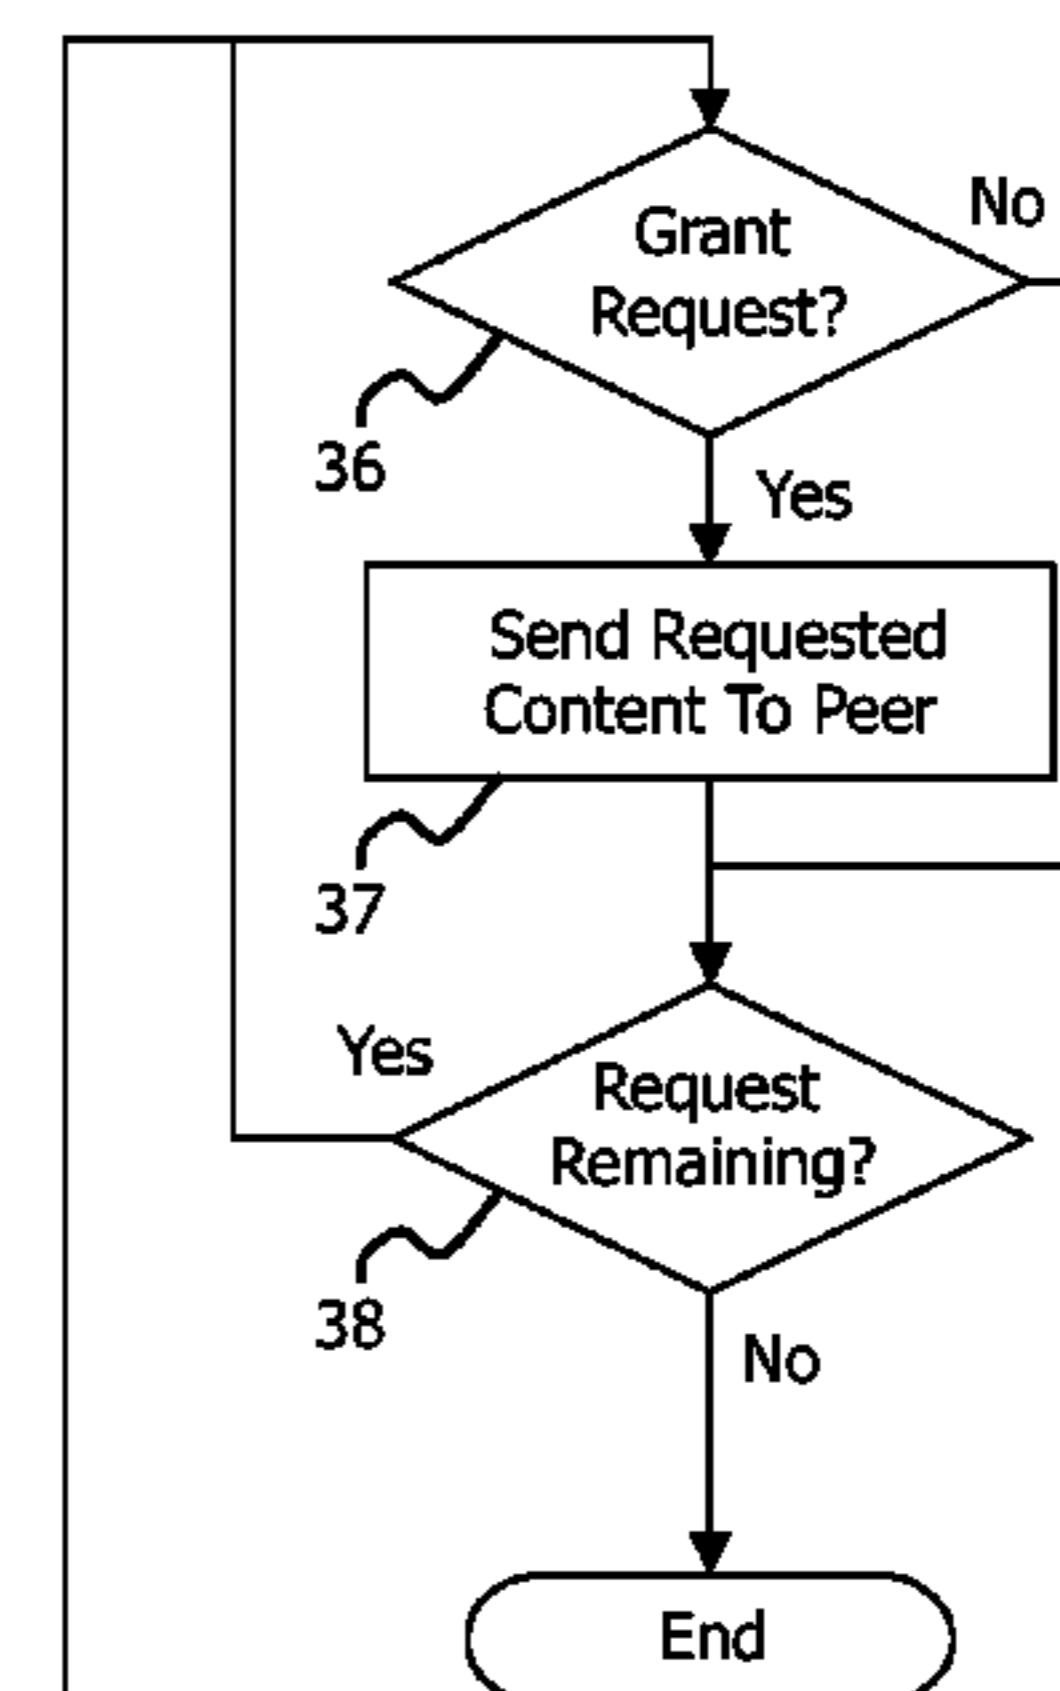 No
Grant
Request?
36
Yes
Send Requested
Content To Peer
37
Yes
Request
Remaining?
38
No
End